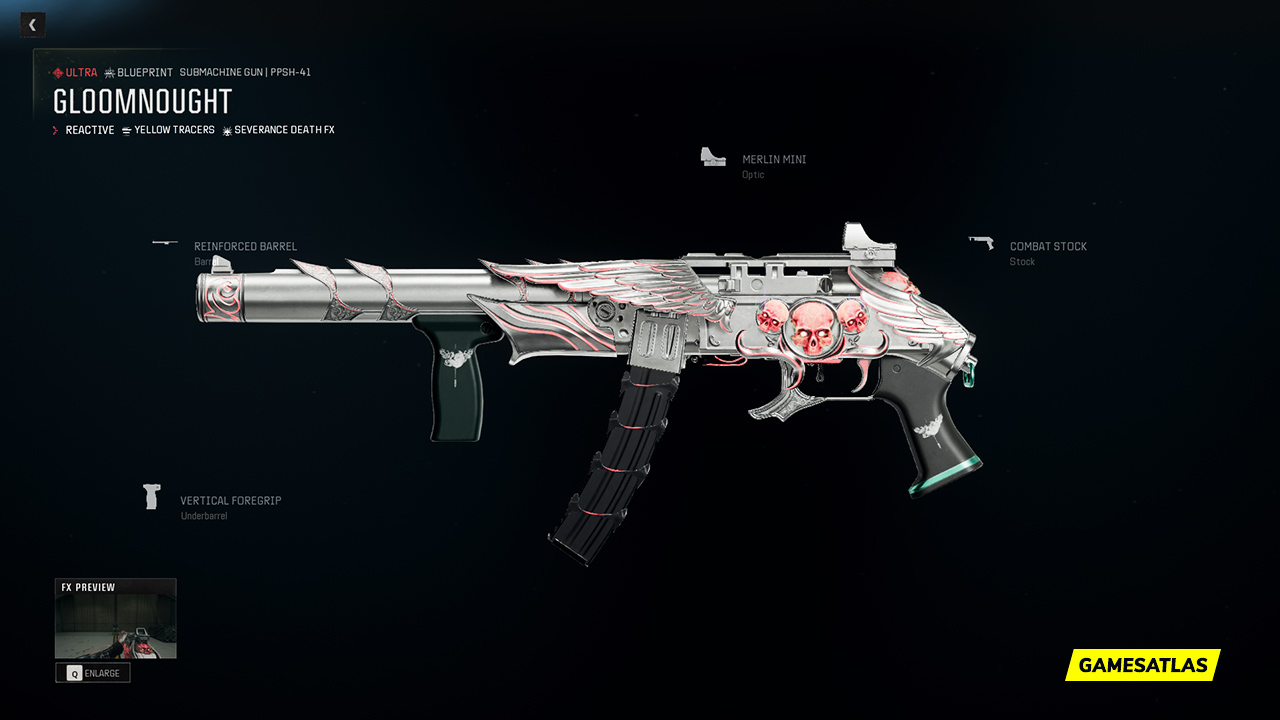 ULTRA BLUEPRINT SUBMACHINE GUN | PPSH-41
GLOOMNOUGHT
REACTIVE YELLOW TRACERS SEVERANCE DEATH FX
MERLIN MINI
Optic
REINFORCED BARREL
Barrel
COMBAT STOCK
Stock
VERTICAL FOREGRIP
Underbarrel
FX PREVIEW
Q ENLARGE
GAMESATLAS